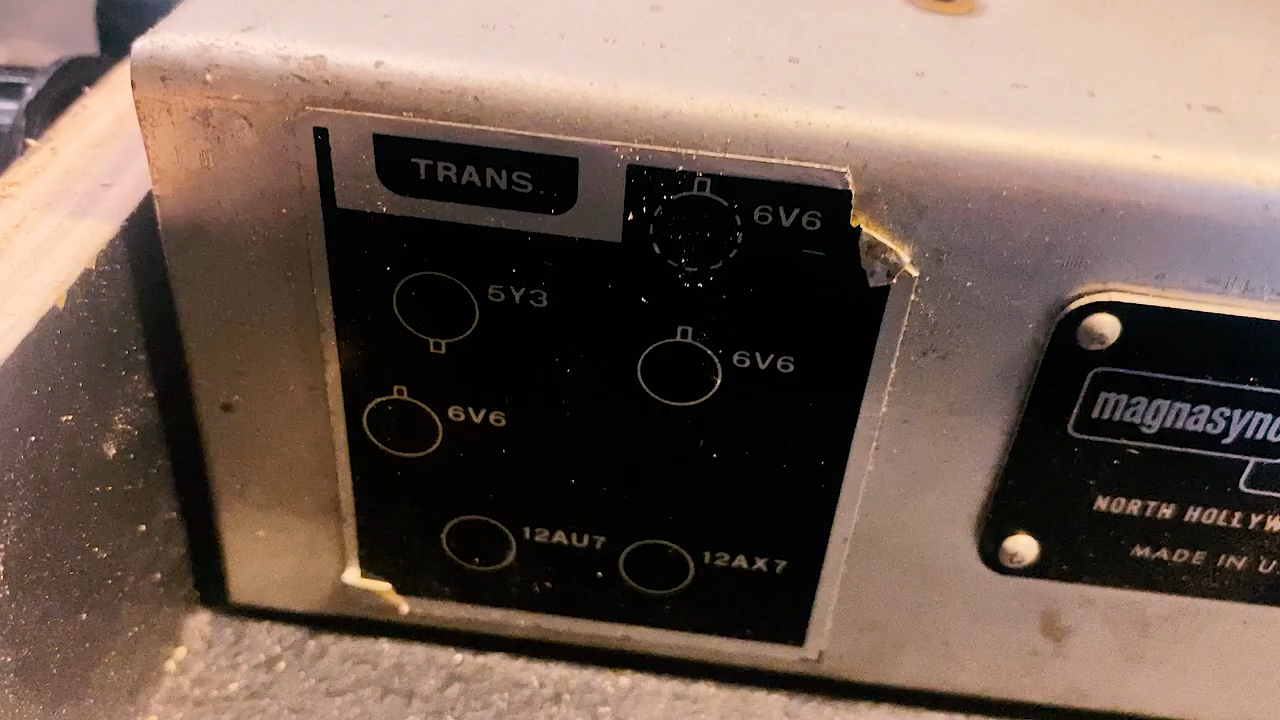 TRANS.
6V6
5Y3
6V6
6V6
12AU7
12AX7
magnasync
NORTH HOLLYW
MADE IN U